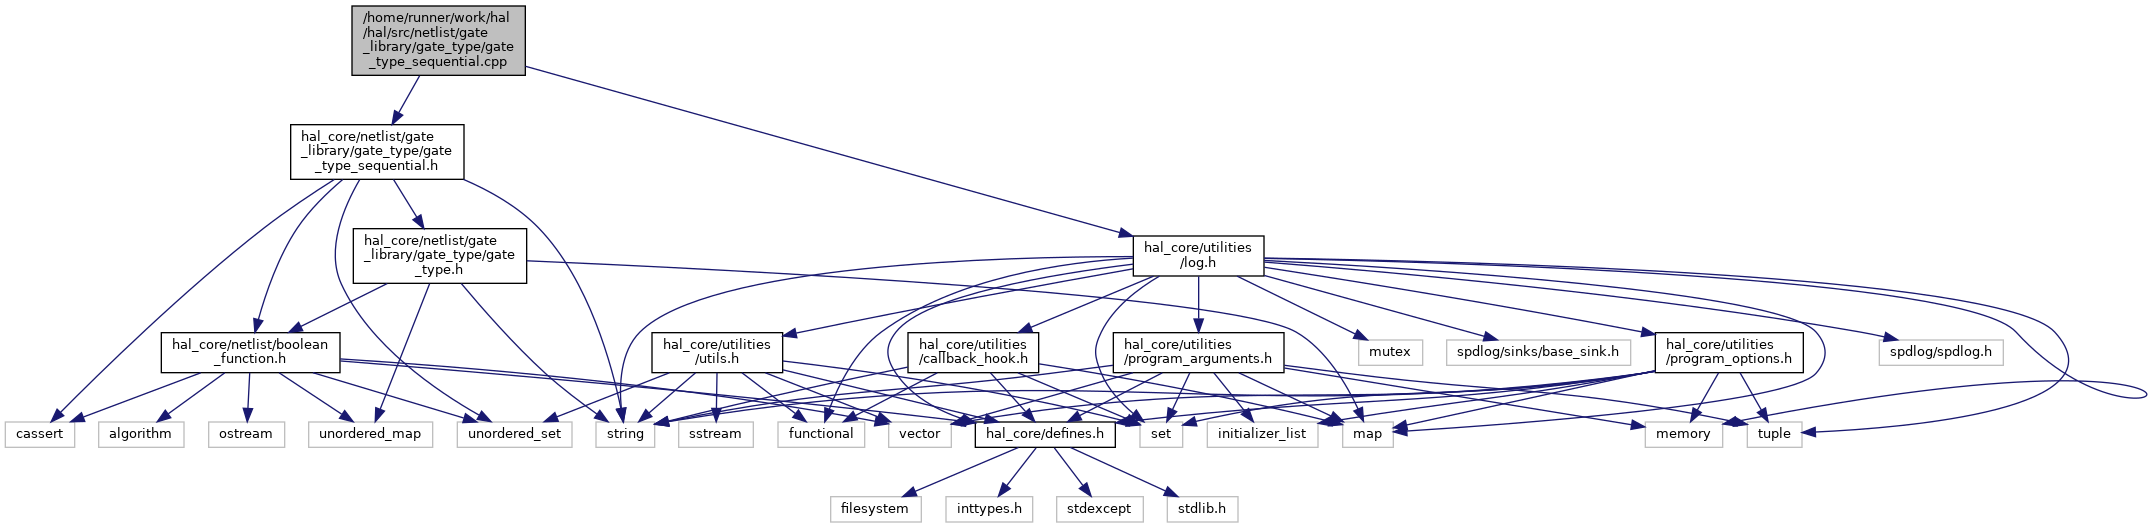 /home/runner/work/hal
/hal/src/netlist/gate
_library/gate_type/gate
_type_sequential.cpp
hal_core/netlist/gate
_library/gate_type/gate
_type_sequential.h
hal_core/netlist/gate
_library/gate_type/gate
_type.h
hal_core/utilities
/log.h
hal_core/netlist/boolean
_function.h
hal_core/utilities
/utils.h
hal_core/utilities
/callback_hook.h
hal_core/utilities
/program_arguments.h
mutex
spdlog/sinks/base_sink.h
hal_core/utilities
/program_options.h
spdlog/spdlog.h
cassert
algorithm
ostream
unordered_map
unordered_set
string
sstream
functional
vector
hal_core/defines.h
set
initializer_list
map
memory
tuple
filesystem
inttypes.h
stdexcept
stdlib.h